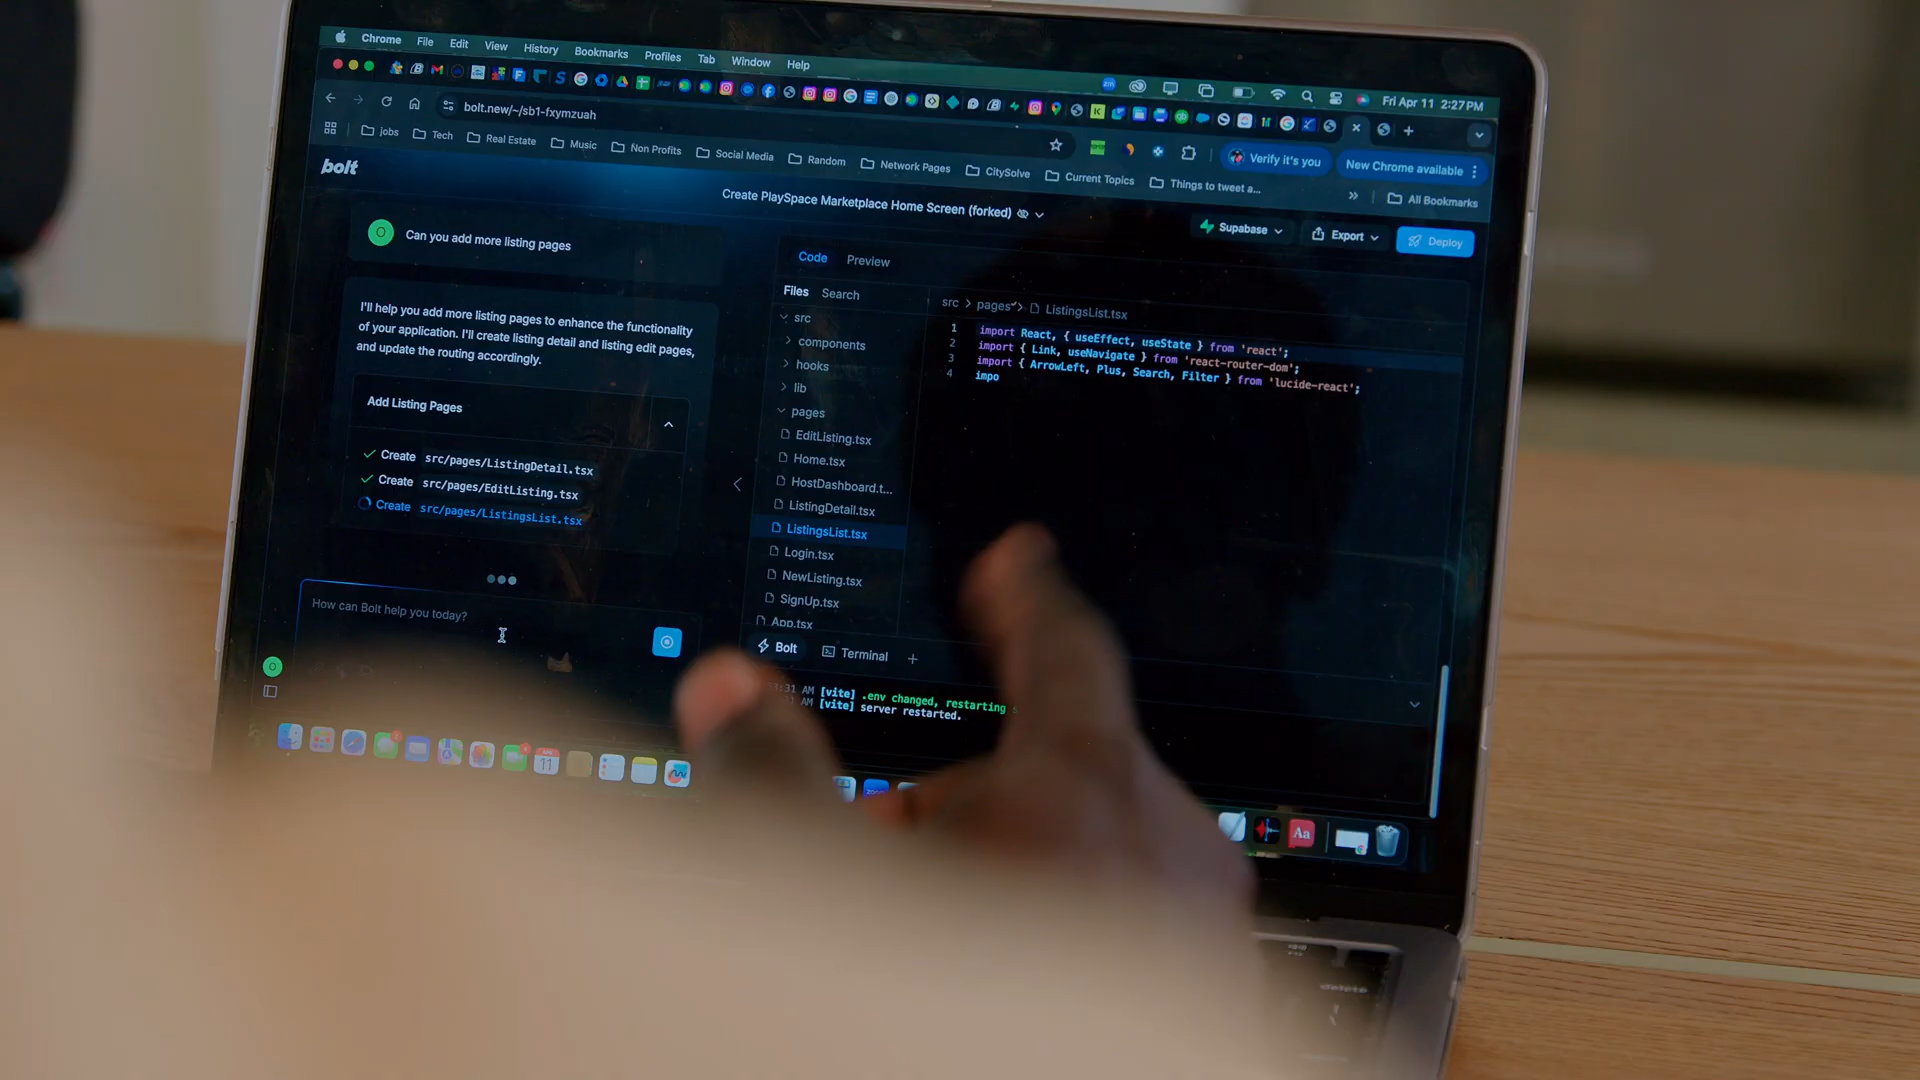 Chrome File Edit View History Bookmarks Profiles Tab Window Help
Fri Apr 11 2:27 PM
bolt.new/~/sb1-fxymzuah
Verify it's you
New Chrome available
jobs Tech Real Estate Music Non Profits Social Media Random Network Pages CitySolve Current Topics Things to tweet a...
All Bookmarks
bolt
Create PlaySpace Marketplace Home Screen (forked)
Supabase
Export
Deploy
O
Can you add more listing pages
I'll help you add more listing pages to enhance the functionality
of your application. I'll create listing detail and listing edit pages,
and update the routing accordingly.
Add Listing Pages
Create src/pages/ListingDetail.tsx
Create src/pages/EditListing.tsx
Create src/pages/ListingsList.tsx
How can Bolt help you today?
O
Code Preview
Files Search
src
components
hooks
lib
pages
EditListing.tsx
Home.tsx
HostDashboard.t...
ListingDetail.tsx
ListingsList.tsx
Login.tsx
NewListing.tsx
SignUp.tsx
App.tsx
src > pages > ListingsList.tsx
1 import React, { useEffect, useState } from 'react';
2 import { Link, useNavigate } from 'react-router-dom';
3 import { ArrowLeft, Plus, Search, Filter } from 'lucide-react';
4 impo
Bolt Terminal
:31 AM [vite] .env changed, restarting s
AM [vite] server restarted.
11
Aa
delete